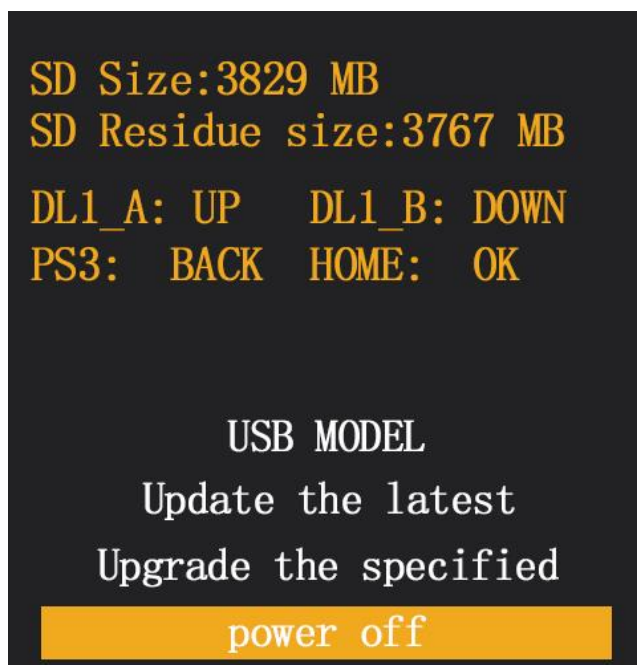 SD Size:3829 MB
SD Residue size:3767 MB
DL1_A: UP DL1_B: DOWN
PS3: BACK HOME: OK
USB MODEL
Update the latest
Upgrade the specified
power off